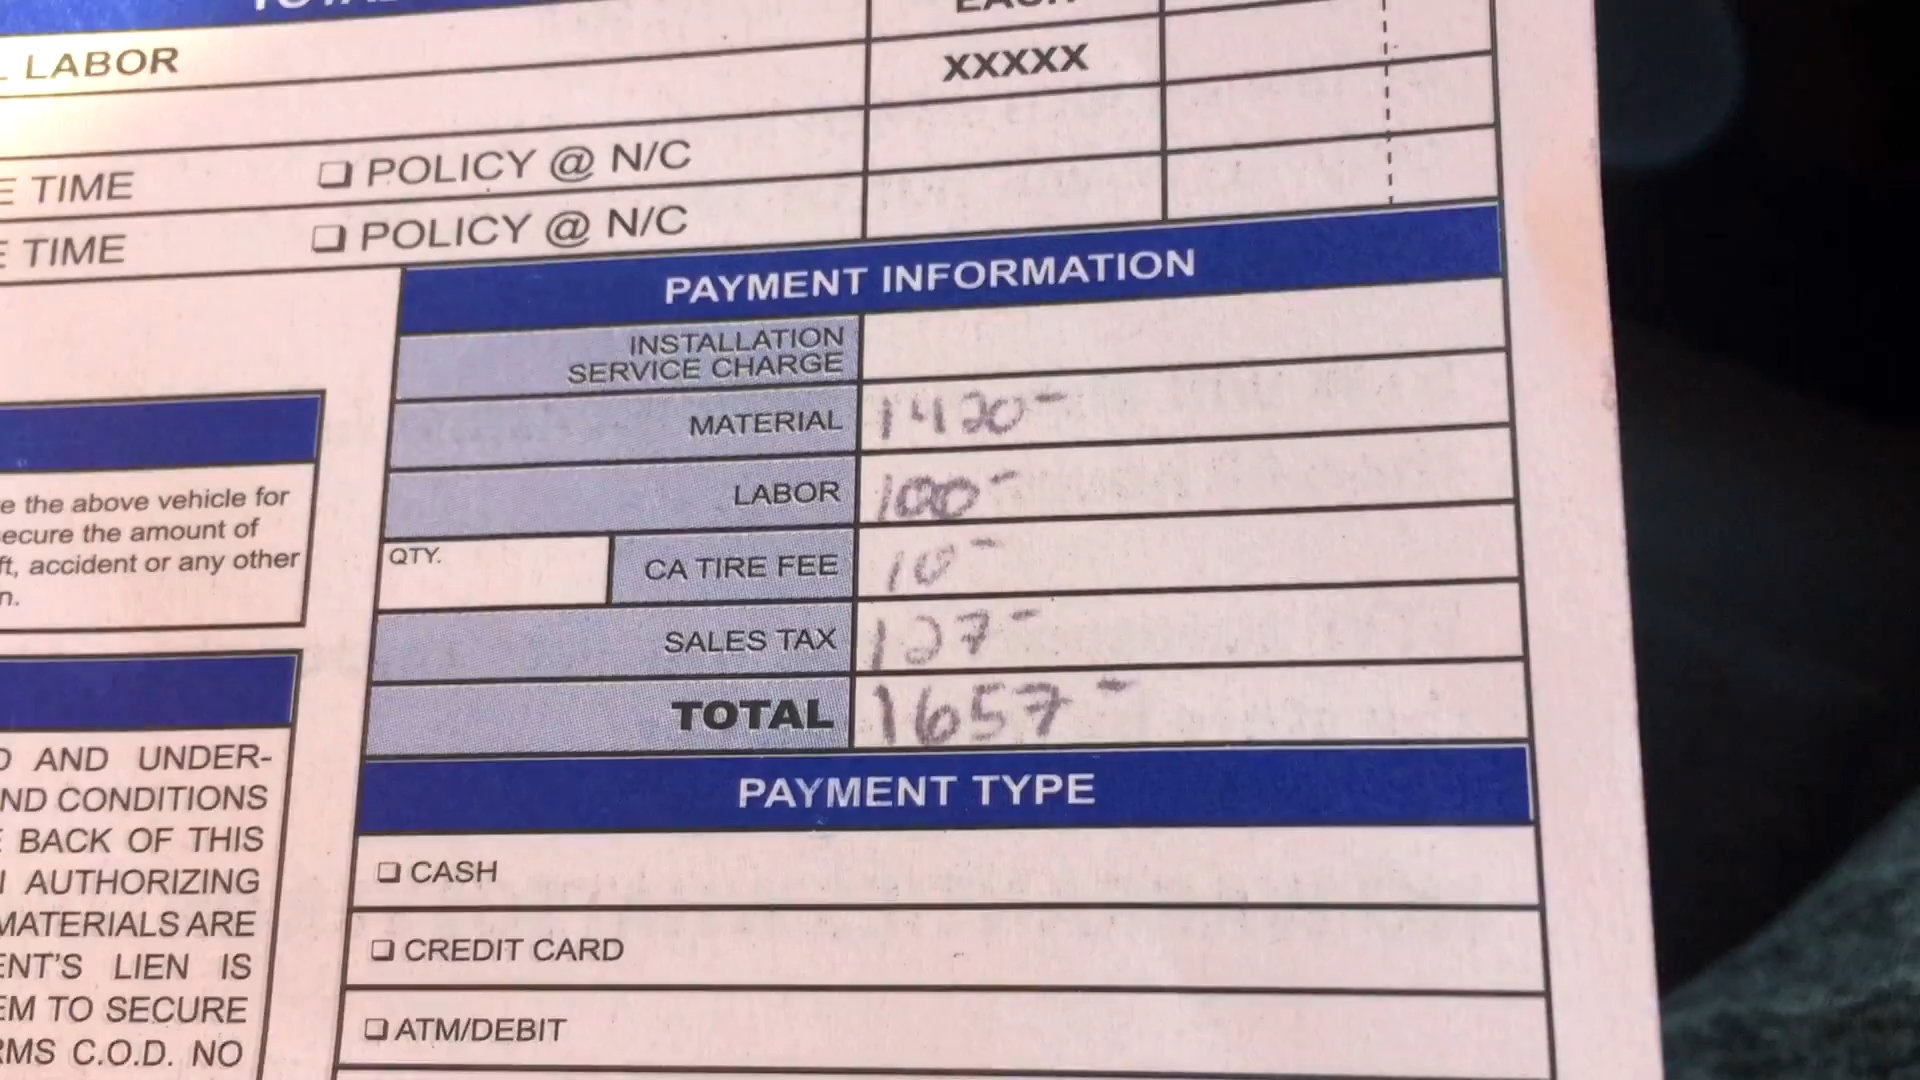 LABOR
XXXXX
E TIME ❏ POLICY @ N/C
E TIME ❏ POLICY @ N/C
PAYMENT INFORMATION
INSTALLATION
SERVICE CHARGE
MATERIAL 1420-
LABOR 100-
QTY. CA TIRE FEE 10-
SALES TAX 127-
TOTAL 1657-
PAYMENT TYPE
❏ CASH
❏ CREDIT CARD
❏ ATM/DEBIT
e the above vehicle for
ecure the amount of
ft, accident or any other
n.
D AND UNDER-
ND CONDITIONS
E BACK OF THIS
N AUTHORIZING
MATERIALS ARE
ENT'S LIEN IS
EM TO SECURE
RMS C.O.D. NO